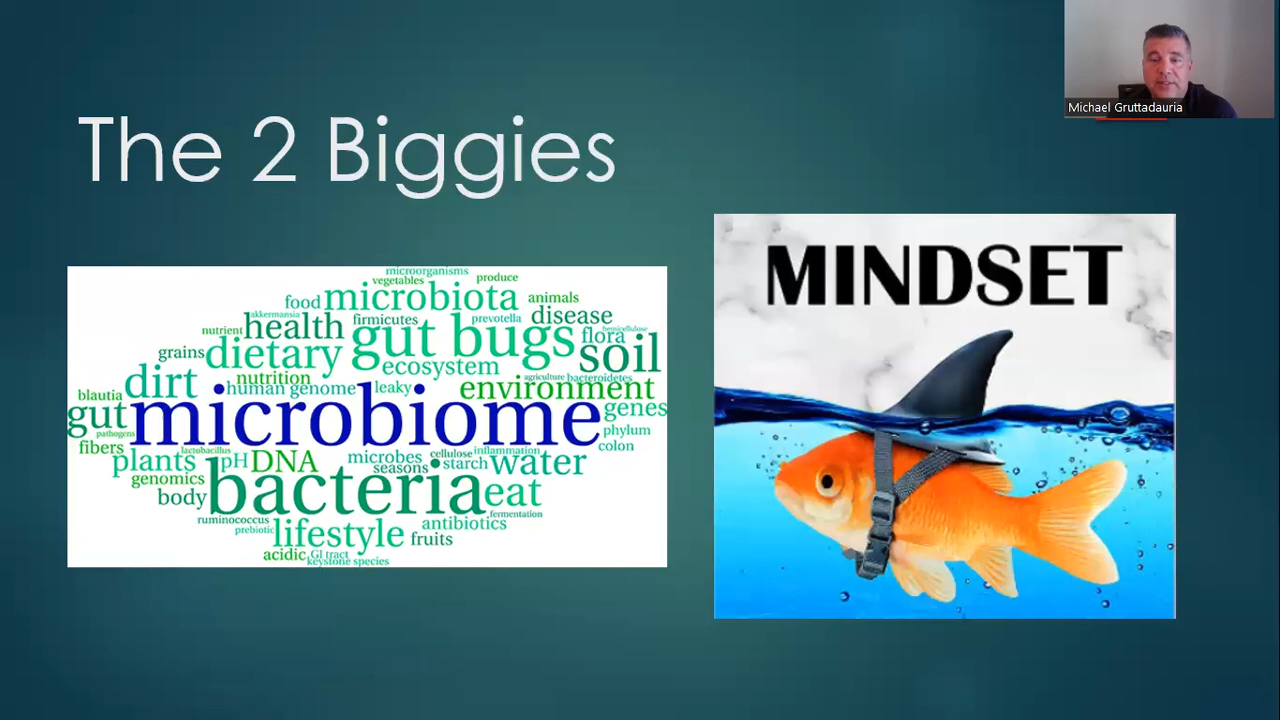 The 2 Biggies
Michael Gruttadauria
microorganisms
vegetables produce
food microbiota animals
akkermansia firmicutes prevotella disease
nutrient health gut bugs flora hemicellulose
grains dietary ecosystem soil
dirt nutrition agriculture bacteroidetes
blautia human genome leaky environment
gut microbiome genes
pathogens phylum
fibers lactobacillus microbes cellulose inflammation colon
plants pH DNA seasons starch water
genomics
body bacteria eat
ruminococcus fermentation
prebiotic lifestyle antibiotics
acidic GI tract fruits
keystone species
MINDSET